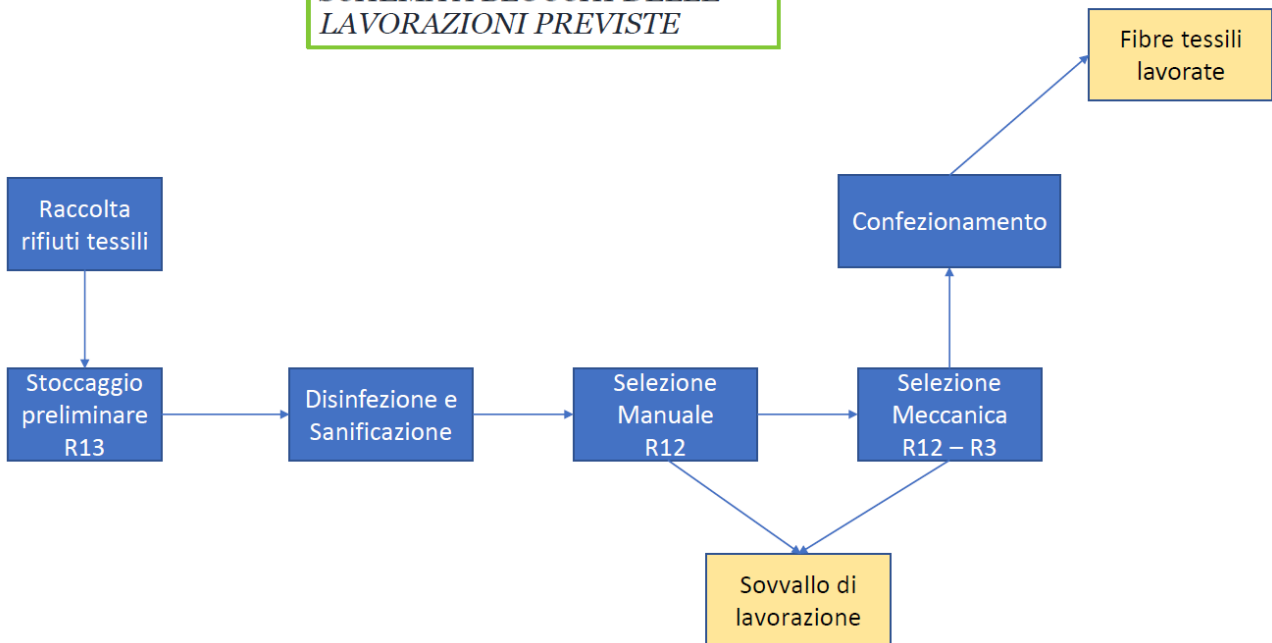 LAVORAZIONI PREVISTE
Fibre tessili
lavorate
Raccolta
rifiuti tessili
Confezionamento
Stoccaggio
preliminare
R13
Disinfezione e
Sanificazione
Selezione
Manuale
R12
Selezione
Meccanica
R12 – R3
Sovvallo di
lavorazione